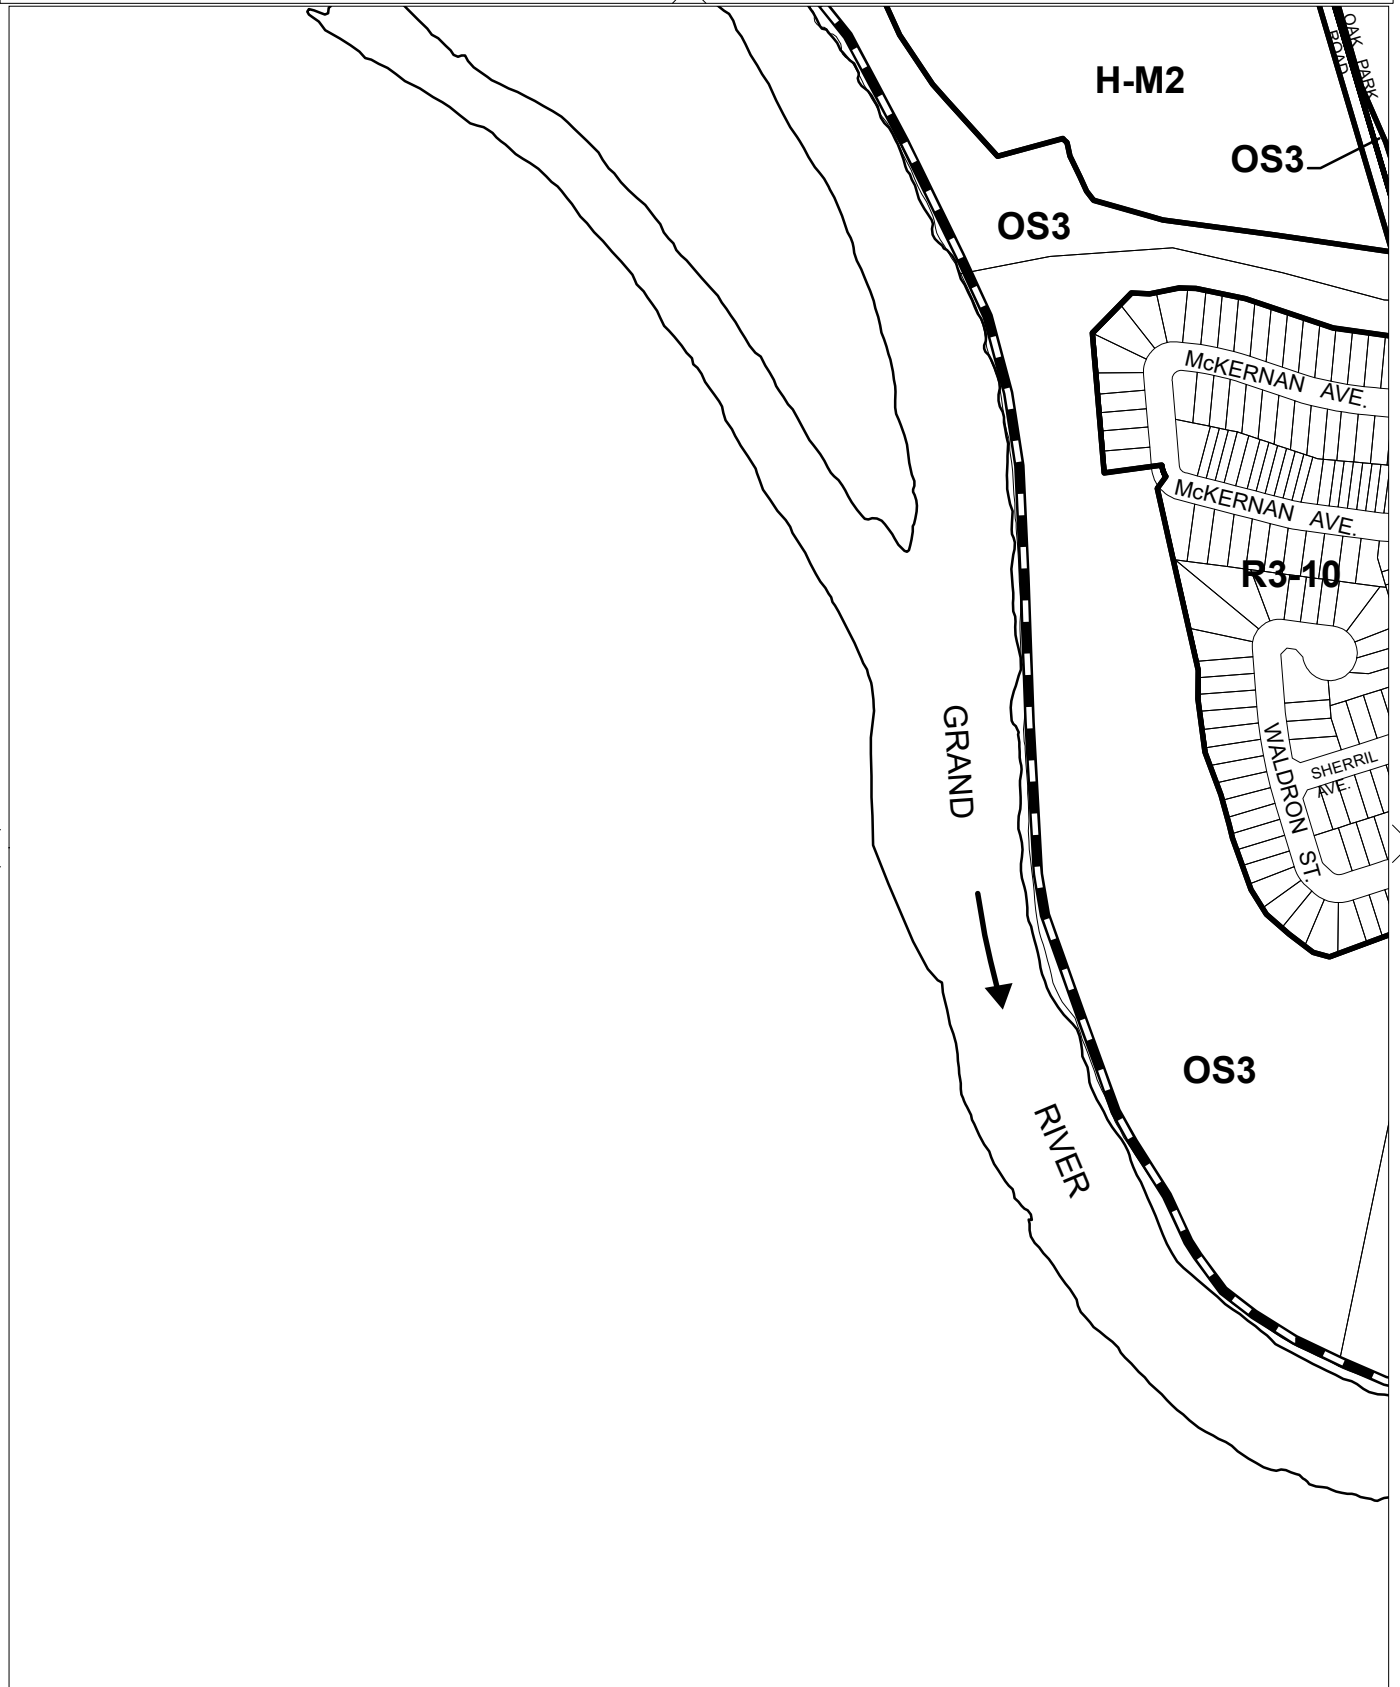 OAK PARK
ROAD
H-M2
OS3
OS3
McKERNAN AVE.
McKERNAN AVE.
R3-10
GRAND
WALDRON ST.
SHERRIL
AVE.
OS3
RIVER